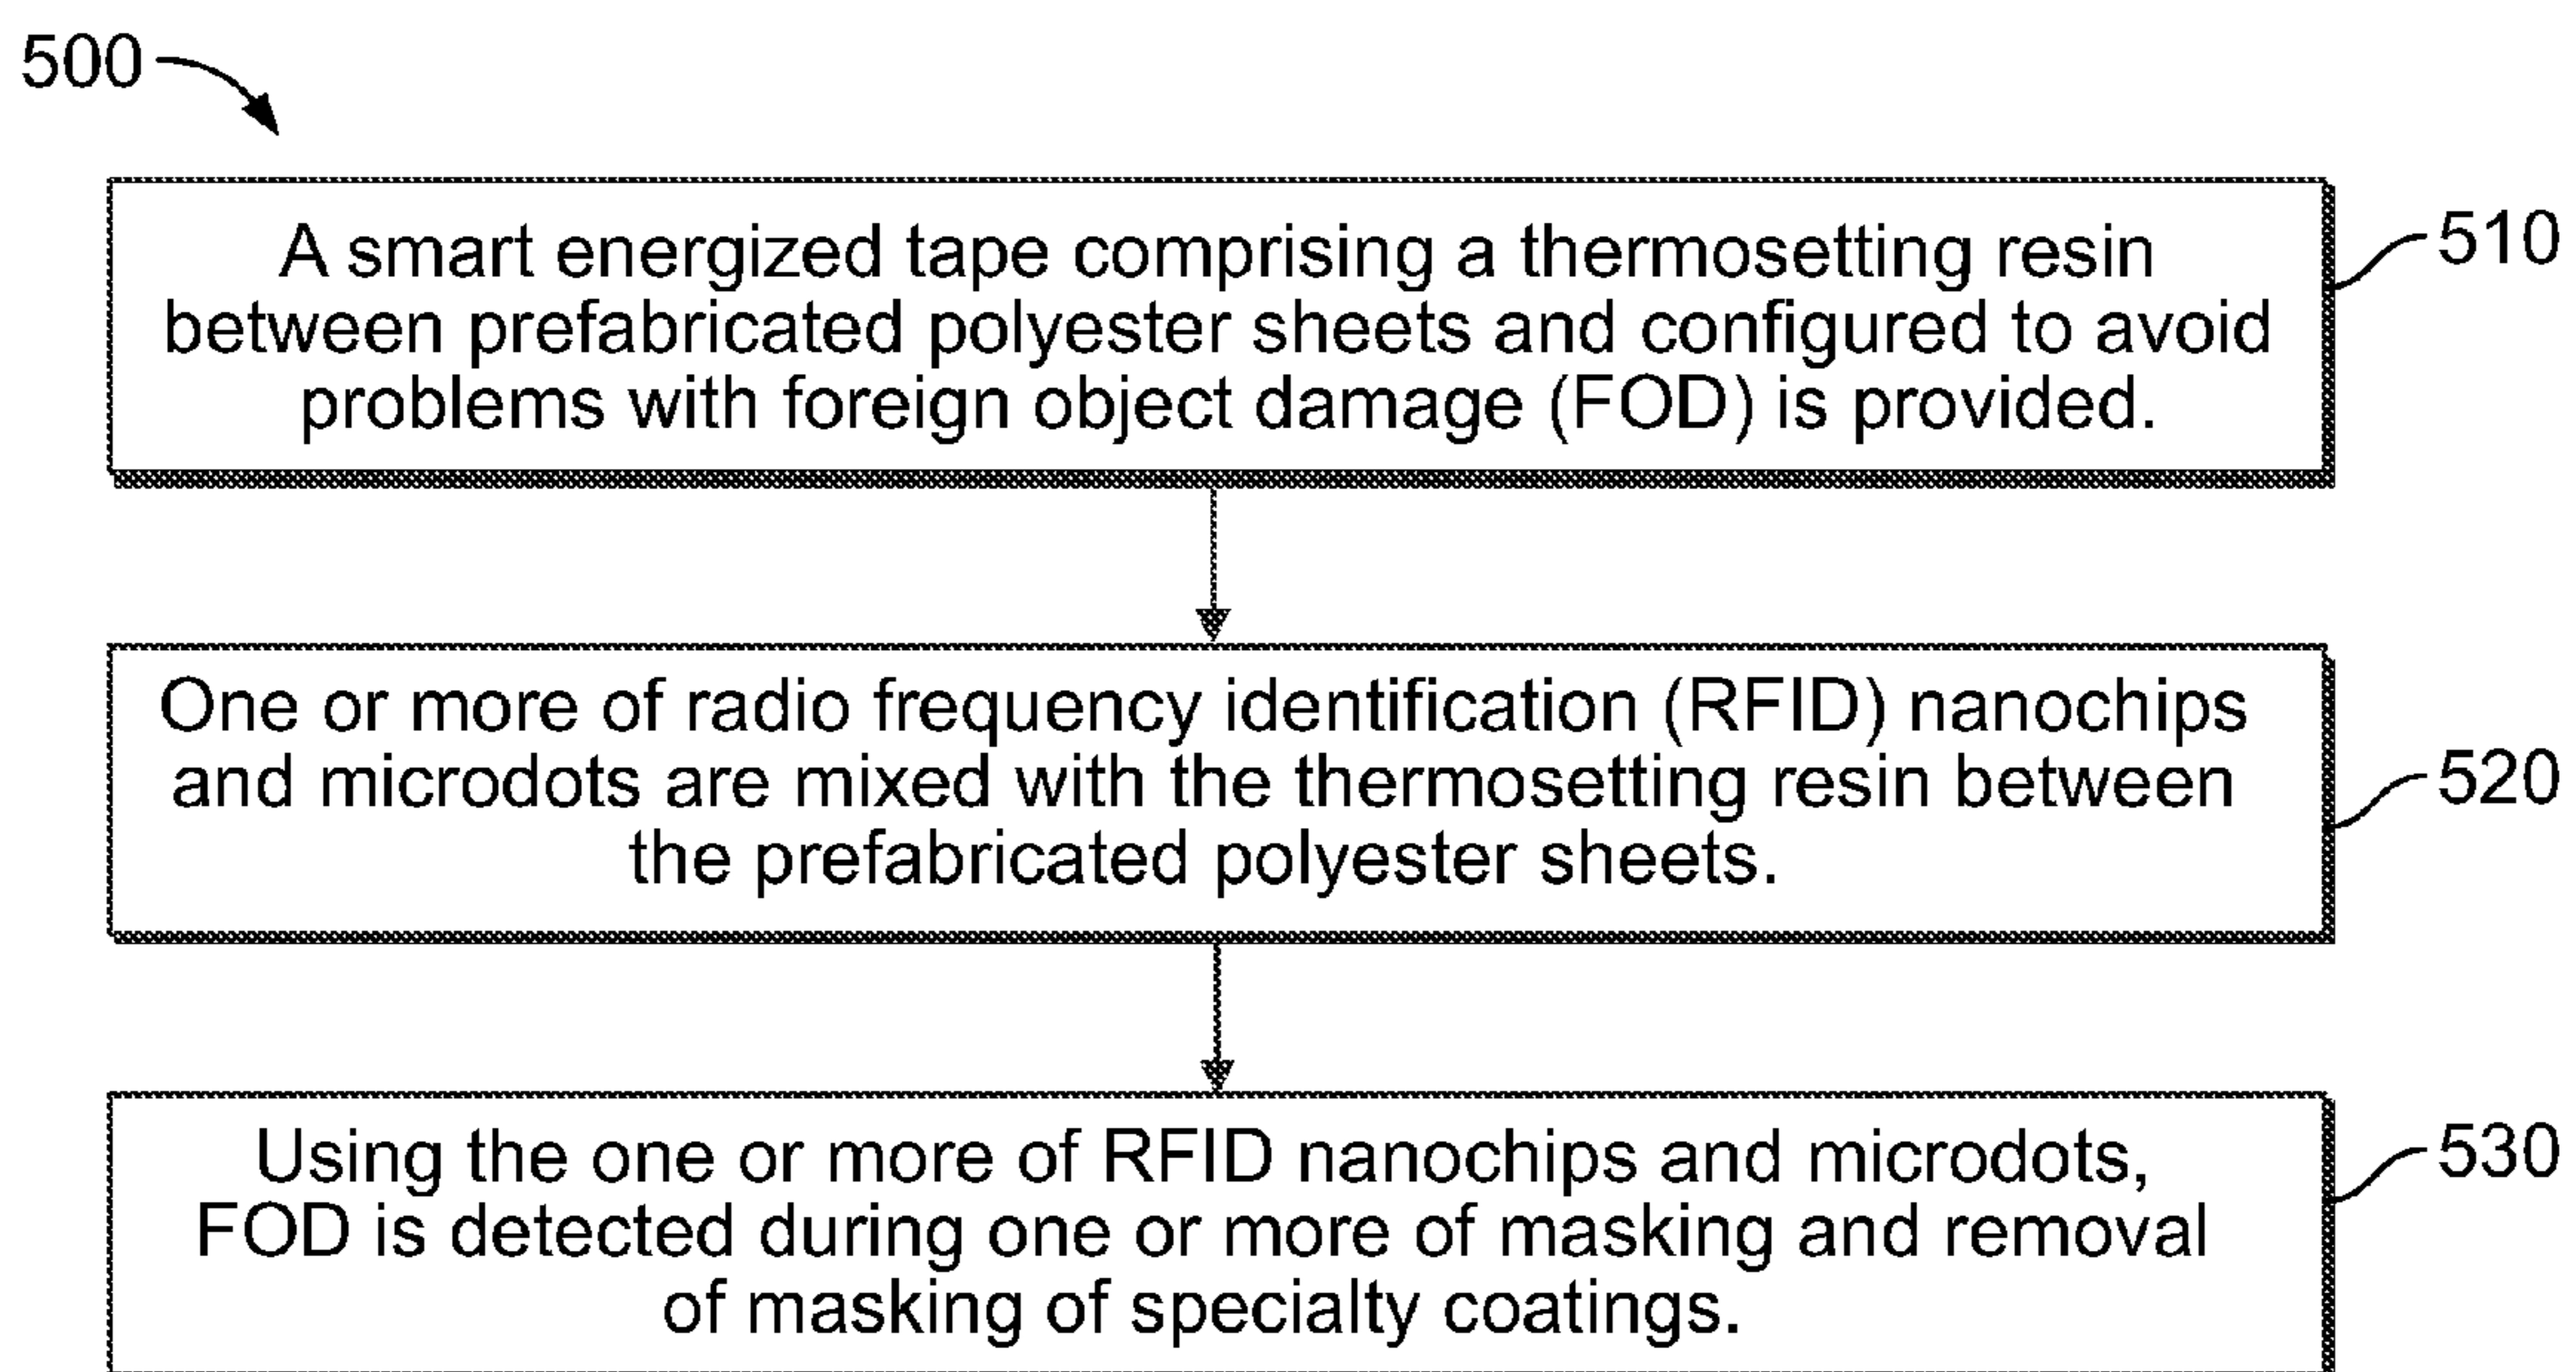 500
A smart energized tape comprising a thermosetting resin
between prefabricated polyester sheets and configured to avoid
problems with foreign object damage (FOD) is provided.
510
One or more of radio frequency identification (RFID) nanochips
and microdots are mixed with the thermosetting resin between
the prefabricated polyester sheets.
520
Using the one or more of RFID nanochips and microdots,
FOD is detected during one or more of masking and removal
of masking of specialty coatings.
530